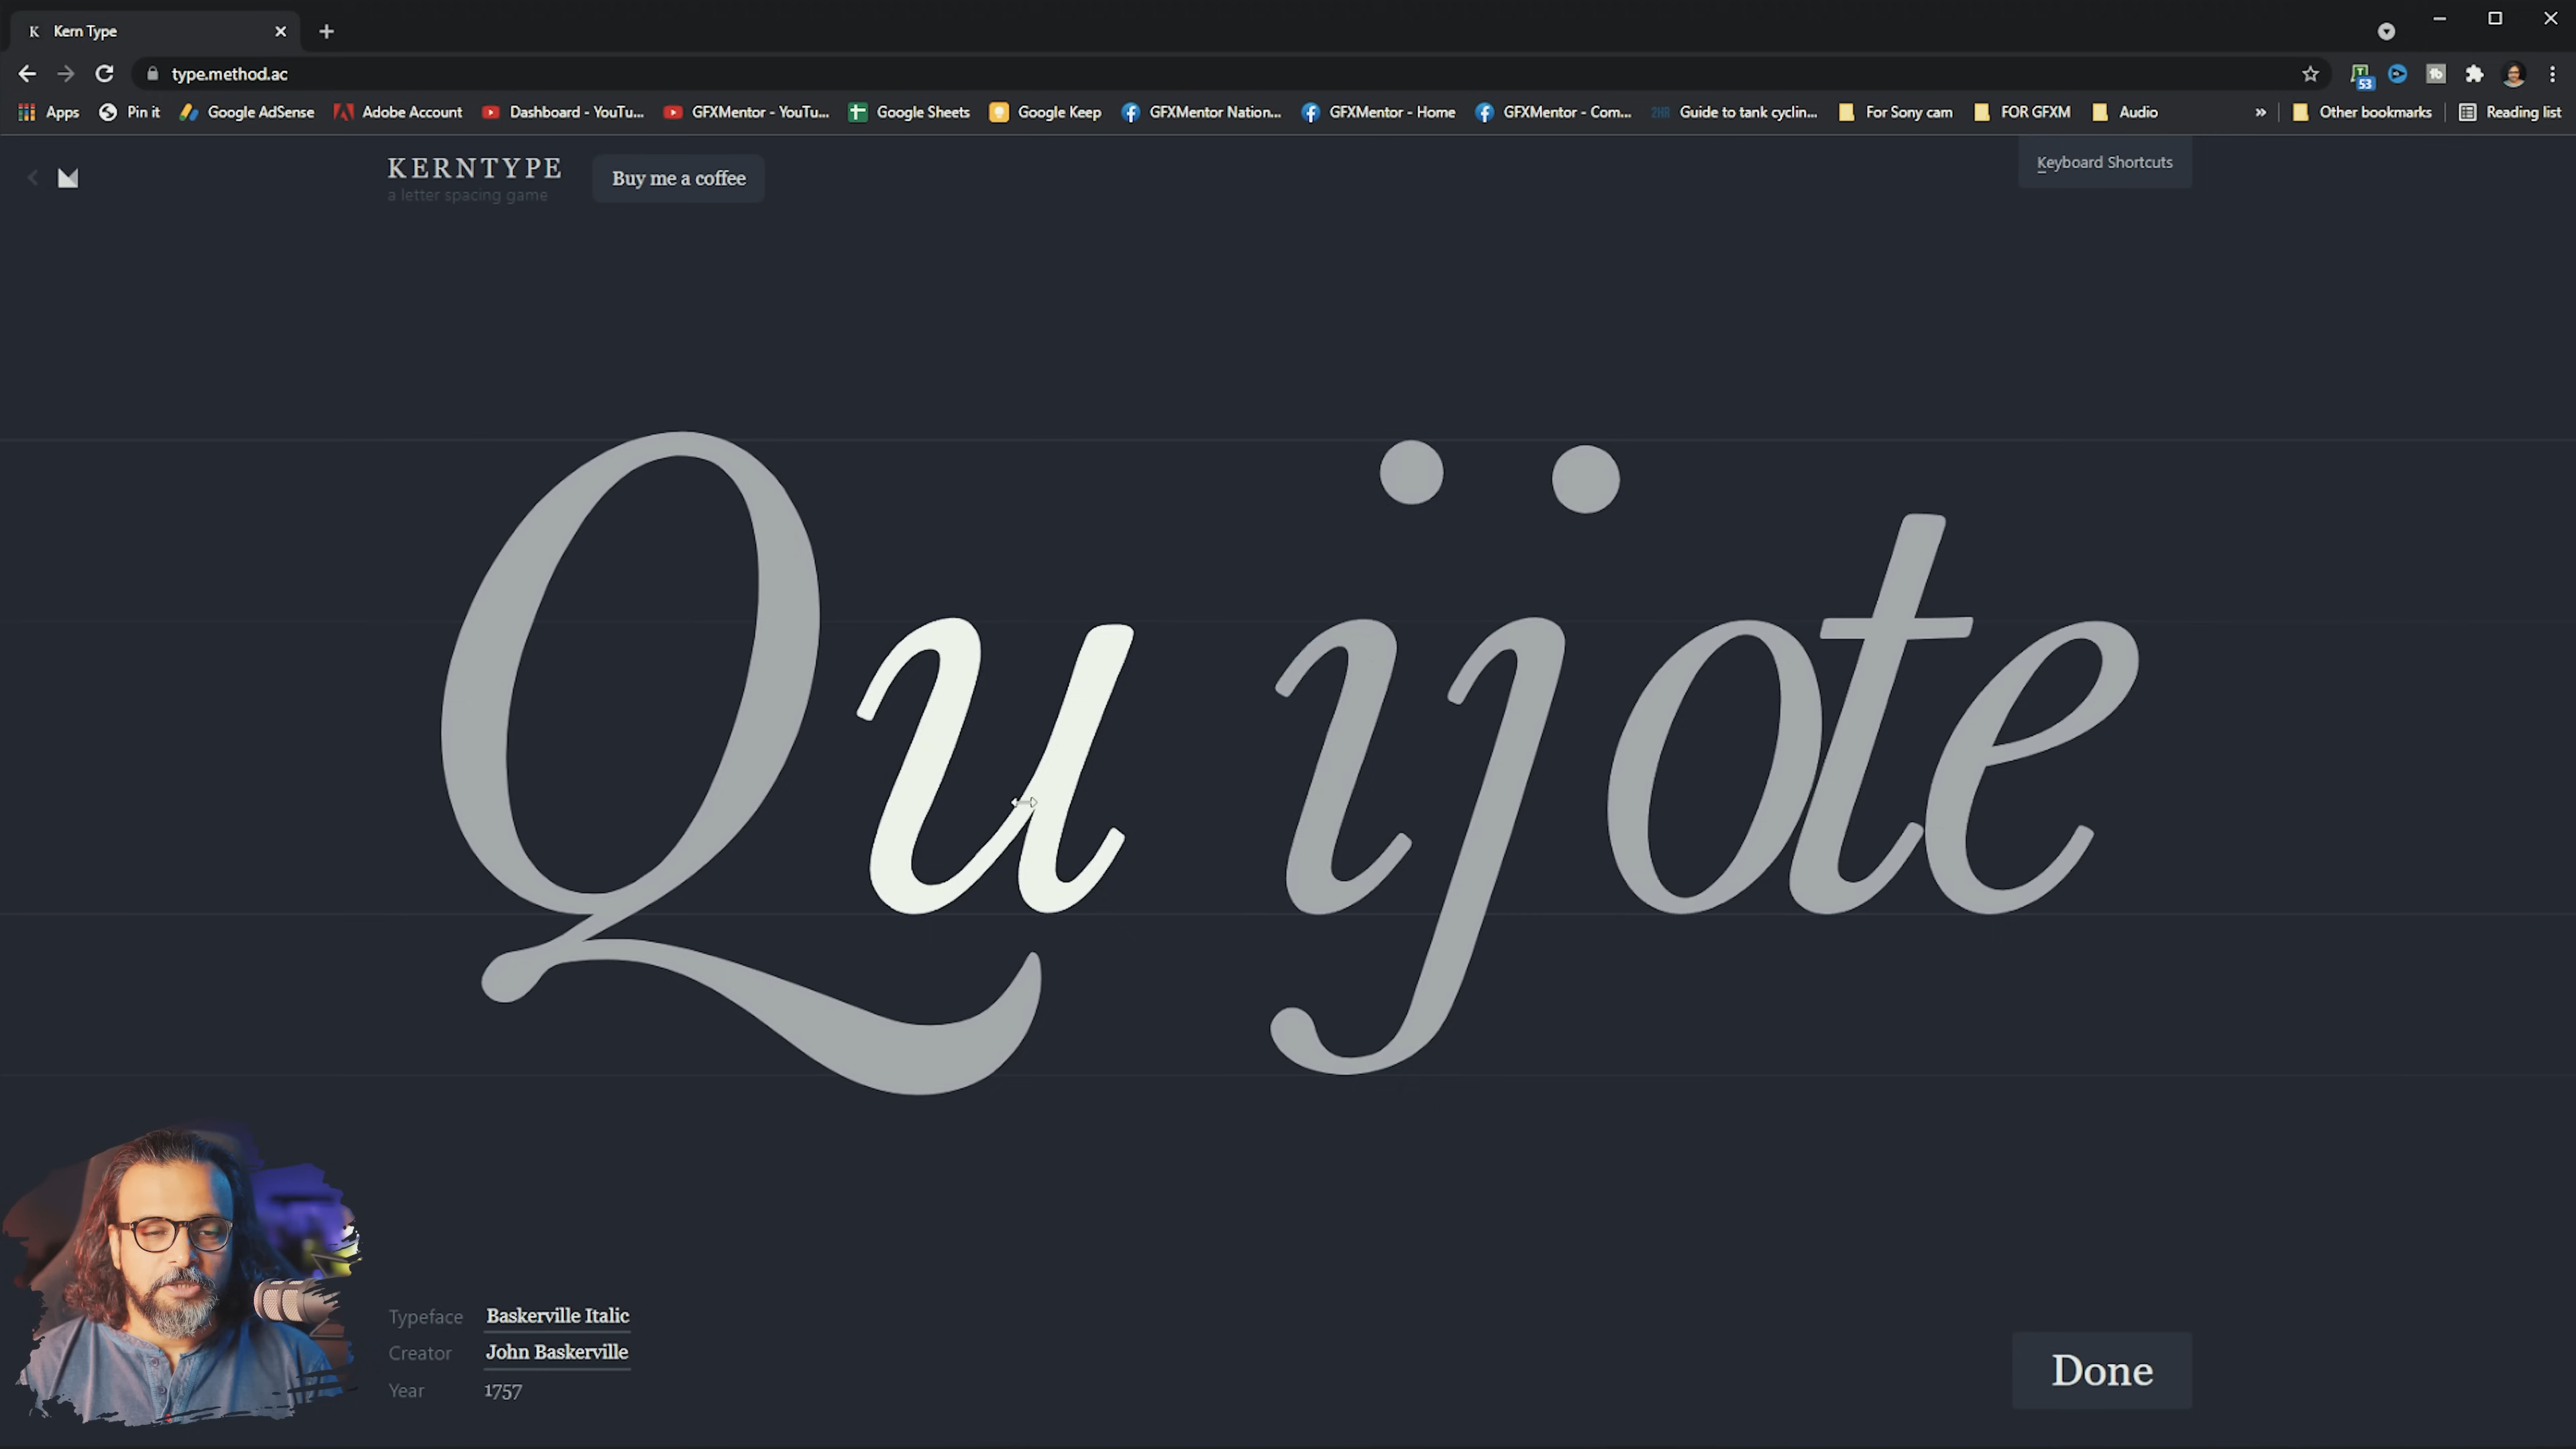 K Kern Type
type.method.ac
53
Apps Pin it Google AdSense Adobe Account Dashboard - YouTu... GFXMentor - YouTu... Google Sheets Google Keep GFXMentor Nation... GFXMentor - Home GFXMentor - Com... 2HR Guide to tank cyclin... For Sony cam FOR GFXM Audio » Other bookmarks Reading list
KERNTYPE Buy me a coffee Keyboard Shortcuts
a letter spacing game
Quijote
Typeface Baskerville Italic
Creator John Baskerville
Year 1757
Done